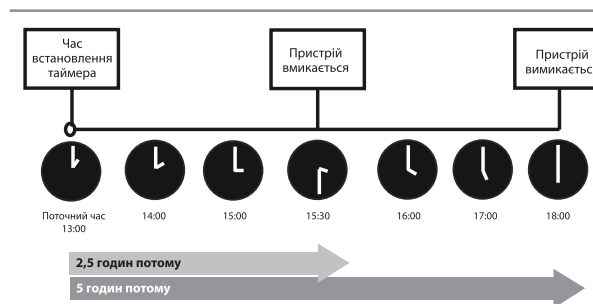 Час
встановлення
таймера
Пристрій
вмикається
Пристрій
вимикаєтьс
Поточний час
13:00
14:00
15:00
15:30
16:00
17:00
18:00
2,5 годин потому
5 годин потому